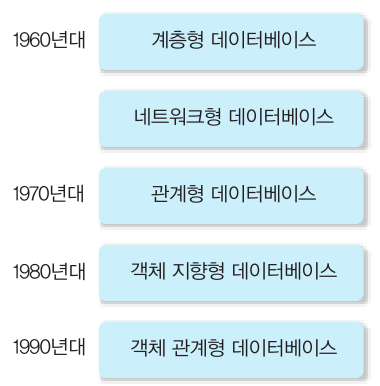 1960년대 계층형 데이터베이스
네트워크형 데이터베이스
1970년대 관계형 데이터베이스
1980년대 객체 지향형 데이터베이스
1990년대 객체 관계형 데이터베이스